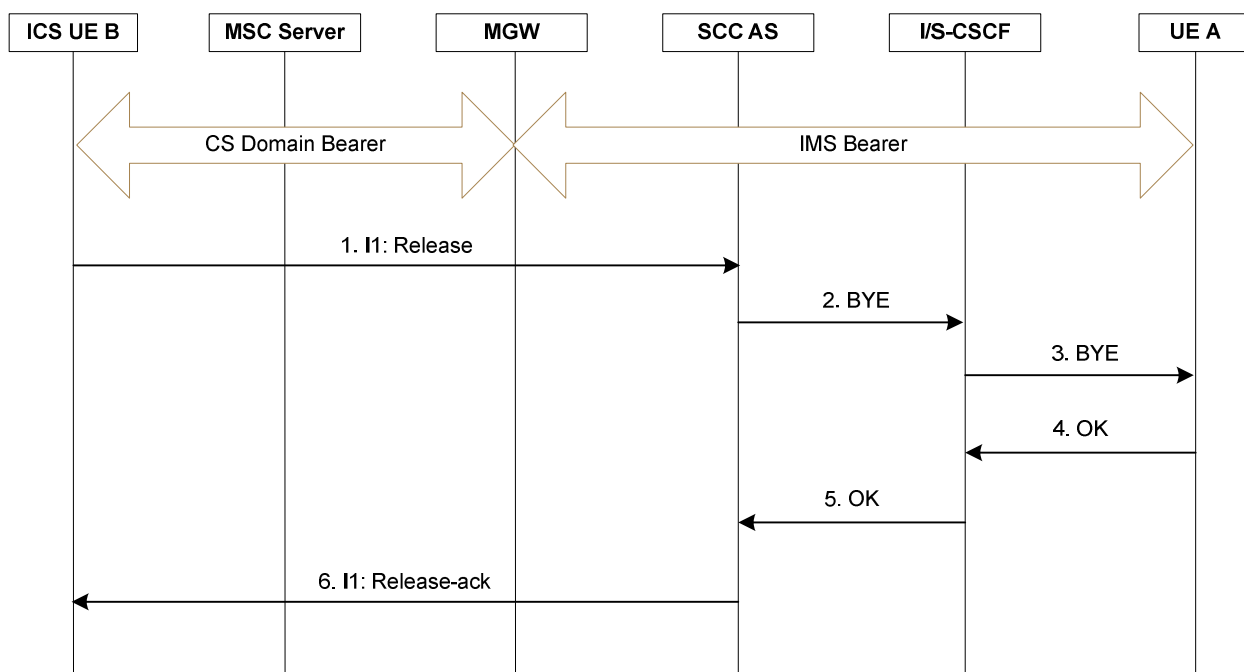 ICS UE B
MSC Server
MGW
SCC AS
I/S-CSCF
UE A
CS Domain Bearer
IMS Bearer
1. I1: Release
2. BYE
3. BYE
4. OK
5. OK
6. I1: Release-ack